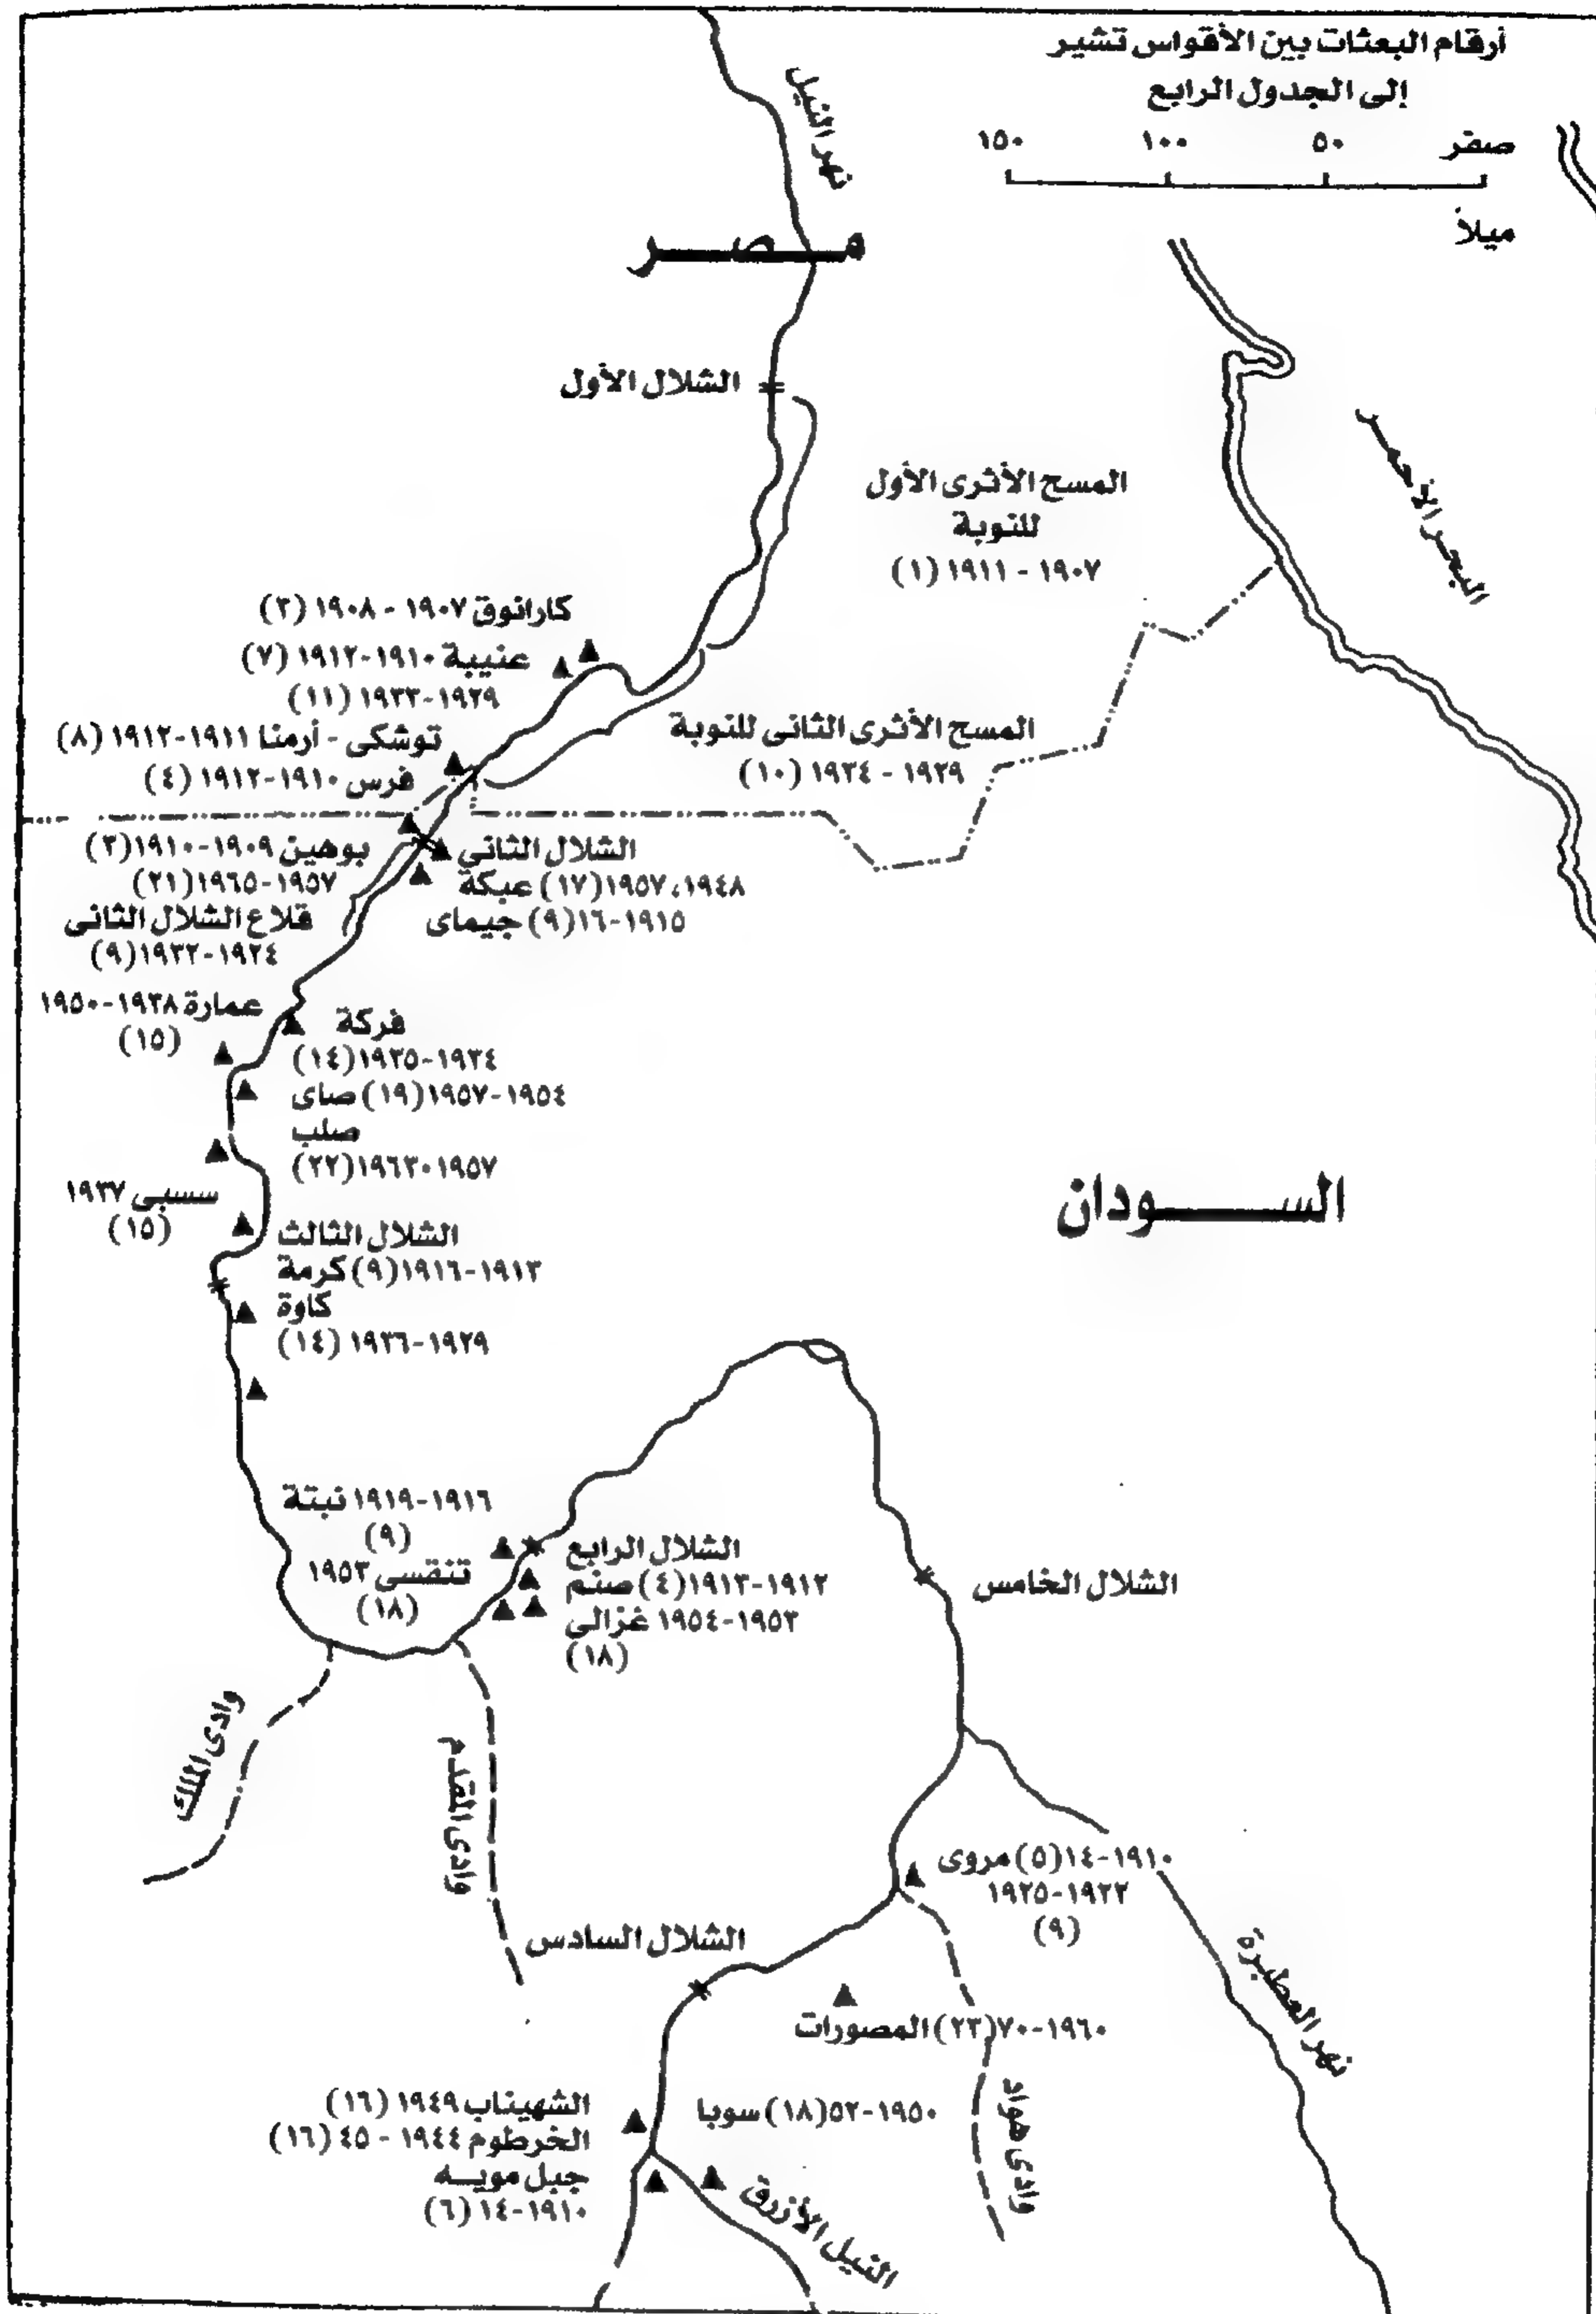 أرقام البعثات بين الأقواس تشير
إلى الجدول الرابع
صفر ٥٠ ١٠٠ ١٥٠
ميلاً
نهر النيل
مصر
الشلال الأول
البحر الأحمر
المسح الأثرى الأول
للنوبة
١٩٠٧ - ١٩١١ (١)
كارانوق ١٩٠٧ - ١٩٠٨ (٢)
عنيبة ١٩١٠-١٩١٢ (٧)
١٩٢٩-١٩٣٣ (١١)
المسح الأثرى الثانى للنوبة
١٩٢٩ - ١٩٣٤ (١٠)
توشكى - أرمنا ١٩١١-١٩١٢ (٨)
فرس ١٩١٠-١٩١٢ (٤)
بوهين ١٩٠٩-١٩١٠ (٣)
١٩٥٧-١٩٦٥ (٢١)
الشلال الثانى
١٩٤٨، ١٩٥٧ (١٧) عبكة
١٩١٥-١٦ (٩) جيماى
قلاع الشلال الثانى
١٩٢٤-١٩٣٢ (٩)
عمارة ١٩٣٨-١٩٥٠
(١٥)
فركة
١٩٣٤-١٩٣٥ (١٤)
١٩٥٤-١٩٥٧ (١٩) صاى
صلب
١٩٥٧-١٩٦٣ (٢٢)
السودان
سسبى ١٩٣٧
(١٥)
الشلال الثالث
١٩١٣-١٩١٦ (٩) كرمة
كاوة
١٩٢٩-١٩٣٦ (١٤)
١٩١٦-١٩١٩ نبتة
(٩)
تنقسى ١٩٥٣
(١٨)
الشلال الرابع
١٩١٢-١٩١٣ (٤) صنم
١٩٥٣-١٩٥٤ غزالى
(١٨)
الشلال الخامس
وادى الملك
وادى المقدم
١٩١٠-١٤ (٥) مروى
١٩٢٢-١٩٢٥
(٩)
الشلال السادس
نهر العطبرة
١٩٦٠-٧٠ (٢٣) المصورات
وادى هواد
١٩٥٠-٥٢ (١٨) سوبا
الشهيناب ١٩٤٩ (١٦)
الخرطوم ١٩٤٤ - ٤٥ (١٦)
جبل مويه
١٩١٠-١٤ (٦)
النيل الأزرق